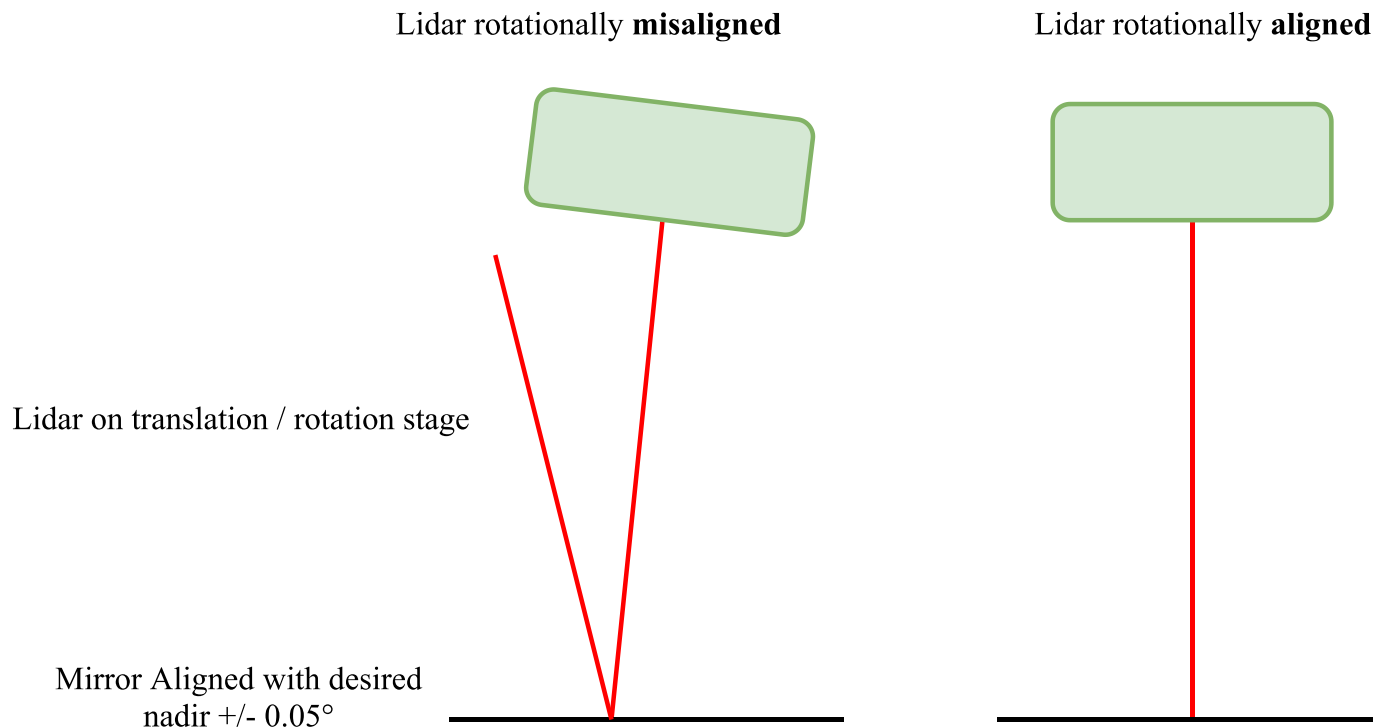 Lidar rotationally misaligned
Lidar rotationally aligned
Lidar on translation / rotation stage
Mirror Aligned with desired
nadir +/- 0.05°